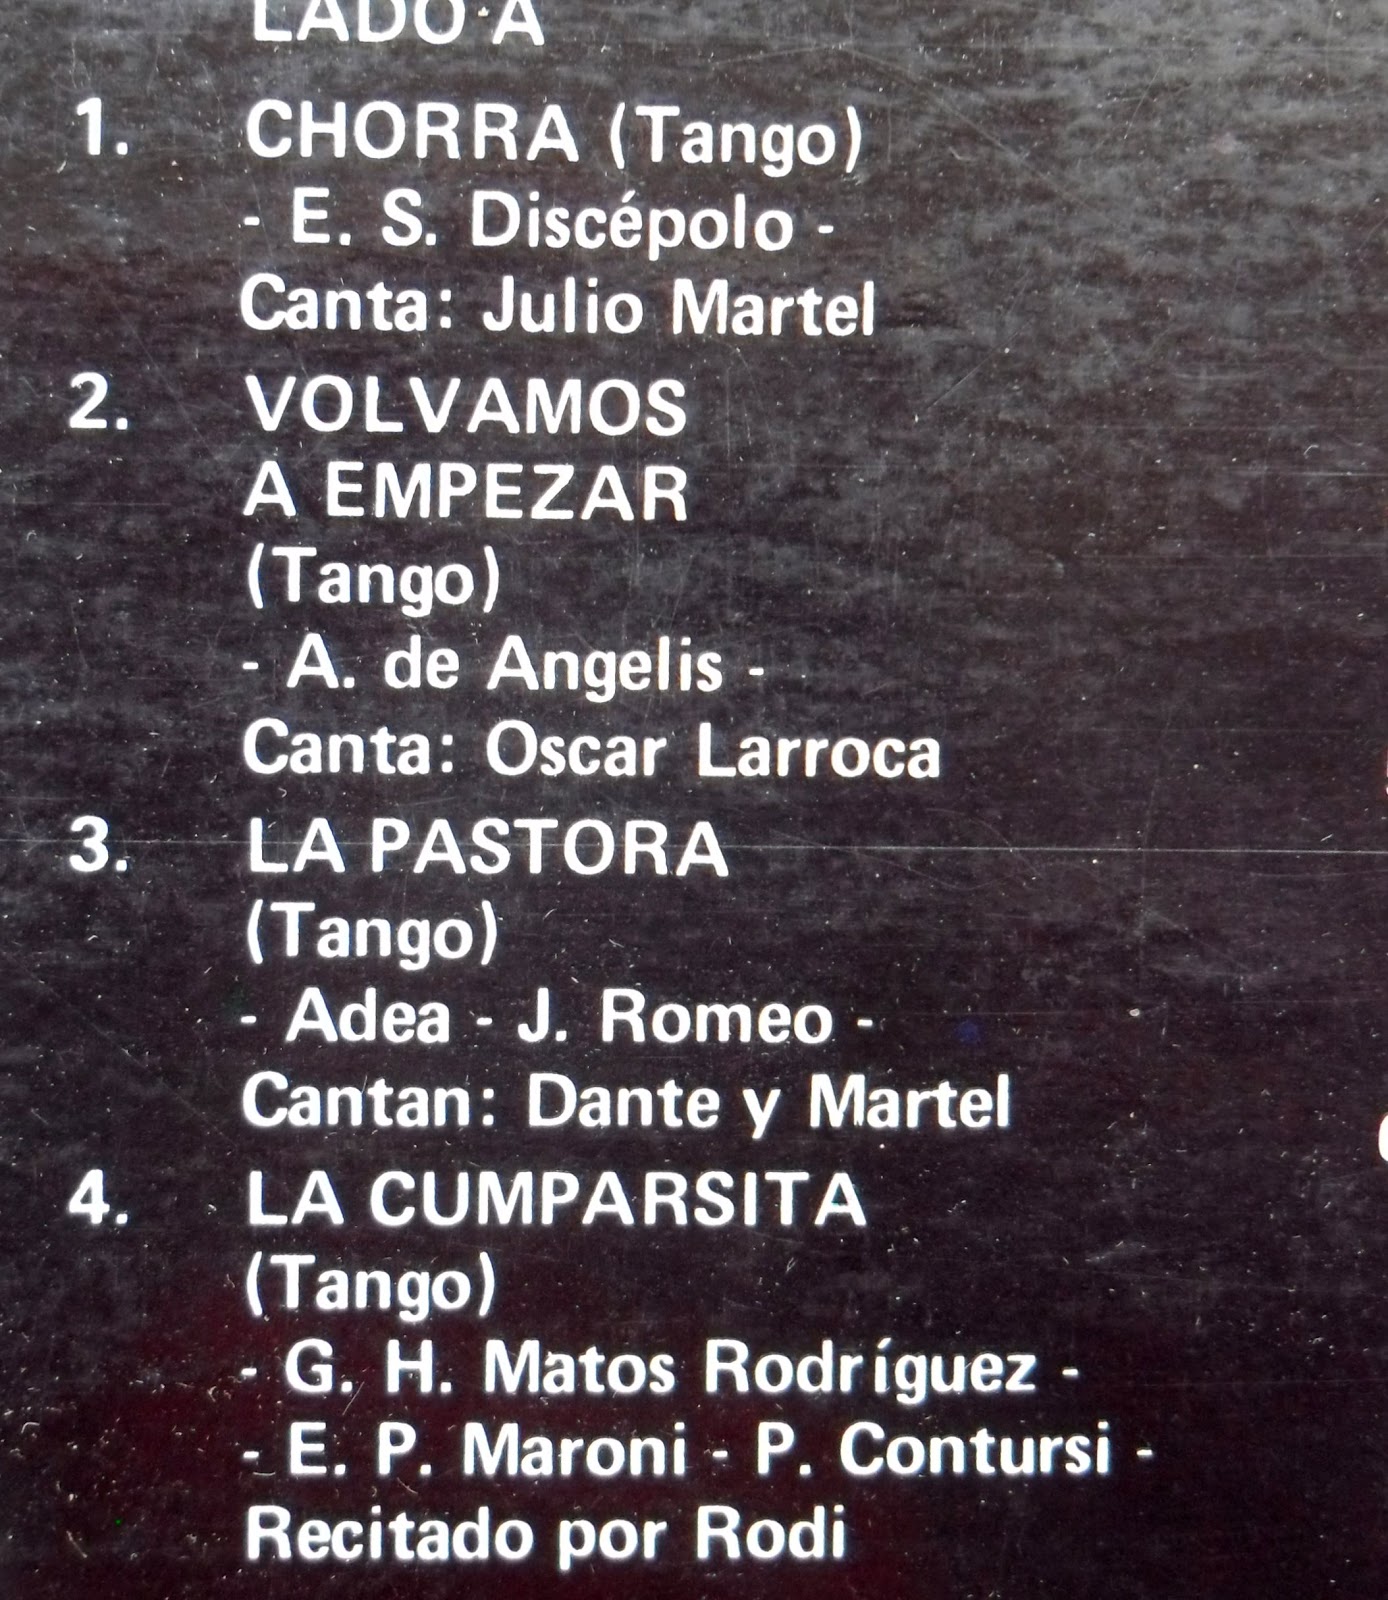 LADO A
1. CHORRA (Tango)
- E. S. Discépolo -
Canta: Julio Martel
2. VOLVAMOS
A EMPEZAR
(Tango)
- A. de Angelis -
Canta: Oscar Larroca
3. LA PASTORA
(Tango)
- Adea - J. Romeo -
Cantan: Dante y Martel
4. LA CUMPARSITA
(Tango)
- G. H. Matos Rodríguez -
- E. P. Maroni - P. Contursi -
Recitado por Rodi